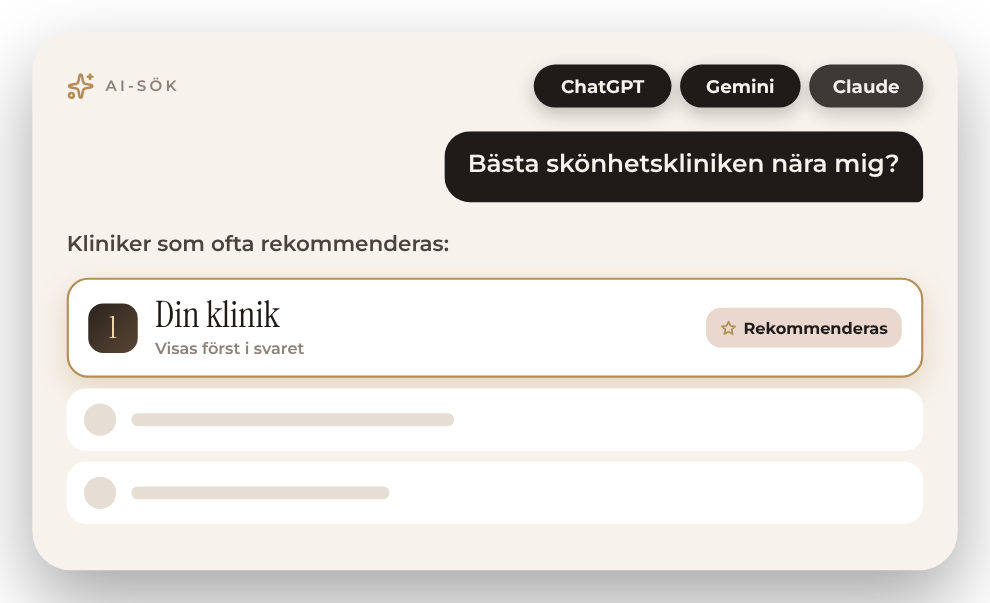 AI-SÖK
ChatGPT Gemini Claude
Bästa skönhetskliniken nära mig?
Kliniker som ofta rekommenderas:
1 Din klinik
Visas först i svaret
Rekommenderas